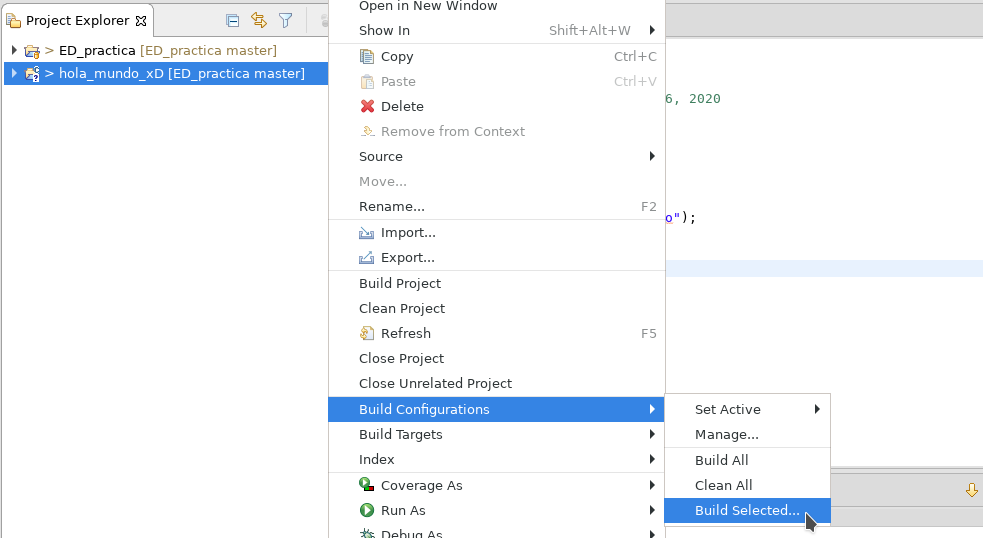 Project Explorer
> ED_practica [ED_practica master]
> hola_mundo_xD [ED_practica master]
Open in New Window
Show In Shift+Alt+W
Copy Ctrl+C
Paste Ctrl+V
Delete
Remove from Context
Source
Move...
Rename... F2
Import...
Export...
Build Project
Clean Project
Refresh F5
Close Project
Close Unrelated Project
Build Configurations
Build Targets
Index
Coverage As
Run As
Debug As
6, 2020
o");
Set Active
Manage...
Build All
Clean All
Build Selected...